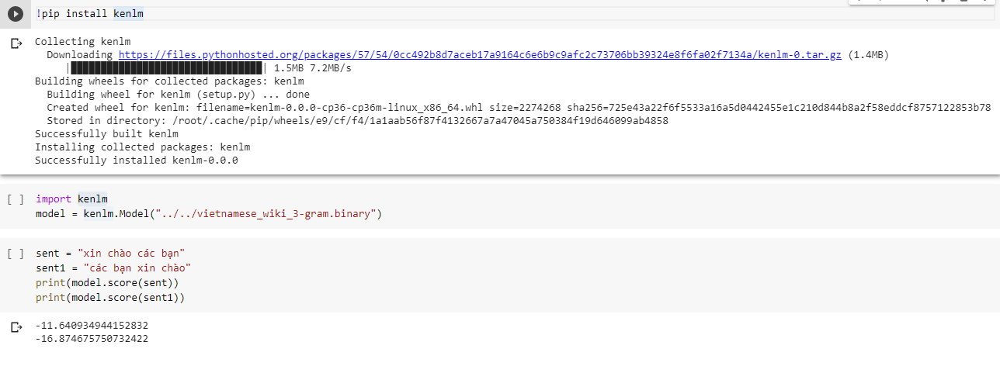 !pip install kenlm
Collecting kenlm
Downloading https://files.pythonhosted.org/packages/57/54/0cc492b8d7aceb17a9164c6e6b9c9afc2c73706bb39324e8f6fa02f7134a/kenlm-0.tar.gz (1.4MB)
|████████████████████████████████| 1.5MB 7.2MB/s
Building wheels for collected packages: kenlm
Building wheel for kenlm (setup.py) ... done
Created wheel for kenlm: filename=kenlm-0.0.0-cp36-cp36m-linux_x86_64.whl size=2274268 sha256=725e43a22f6f5533a16a5d0442455e1c210d844b8a2f58eddcf8757122853b78
Stored in directory: /root/.cache/pip/wheels/e9/cf/f4/1a1aab56f87f4132667a7a47045a750384f19d646099ab4858
Successfully built kenlm
Installing collected packages: kenlm
Successfully installed kenlm-0.0.0
[ ] import kenlm
model = kenlm.Model("../../vietnamese_wiki_3-gram.binary")
[ ] sent = "xin chào các bạn"
sent1 = "các bạn xin chào"
print(model.score(sent))
print(model.score(sent1))
-11.640934944152832
-16.874675750732422